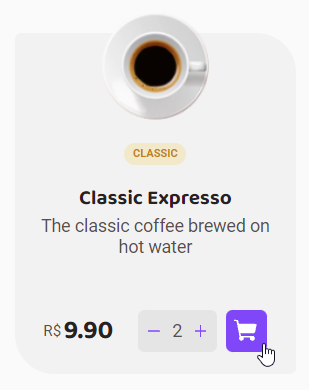 CLASSIC
Classic Expresso
The classic coffee brewed on
hot water
R$ 9.90 − 2 +